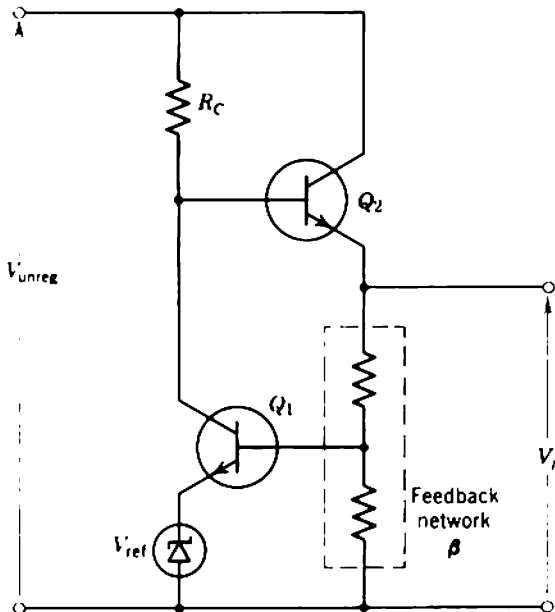 R_C
Q_2
V_unreg
Q_1
V_ref
Feedback
network
β